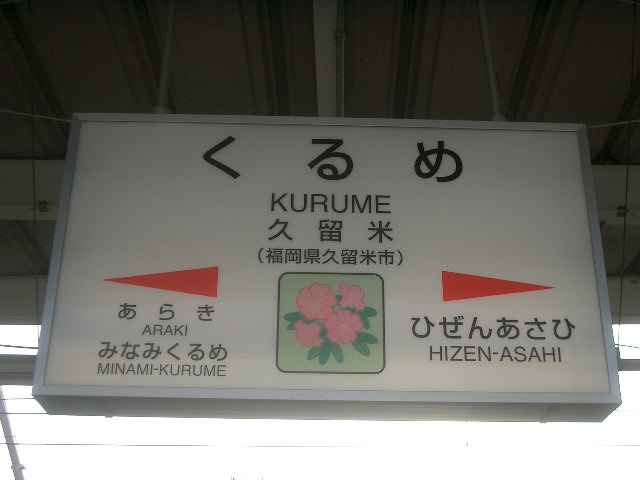 くるめ
KURUME
久留米
(福岡県久留米市)
あらき
ARAKI
みなみくるめ
MINAMI-KURUME
ひぜんあさひ
HIZEN-ASAHI